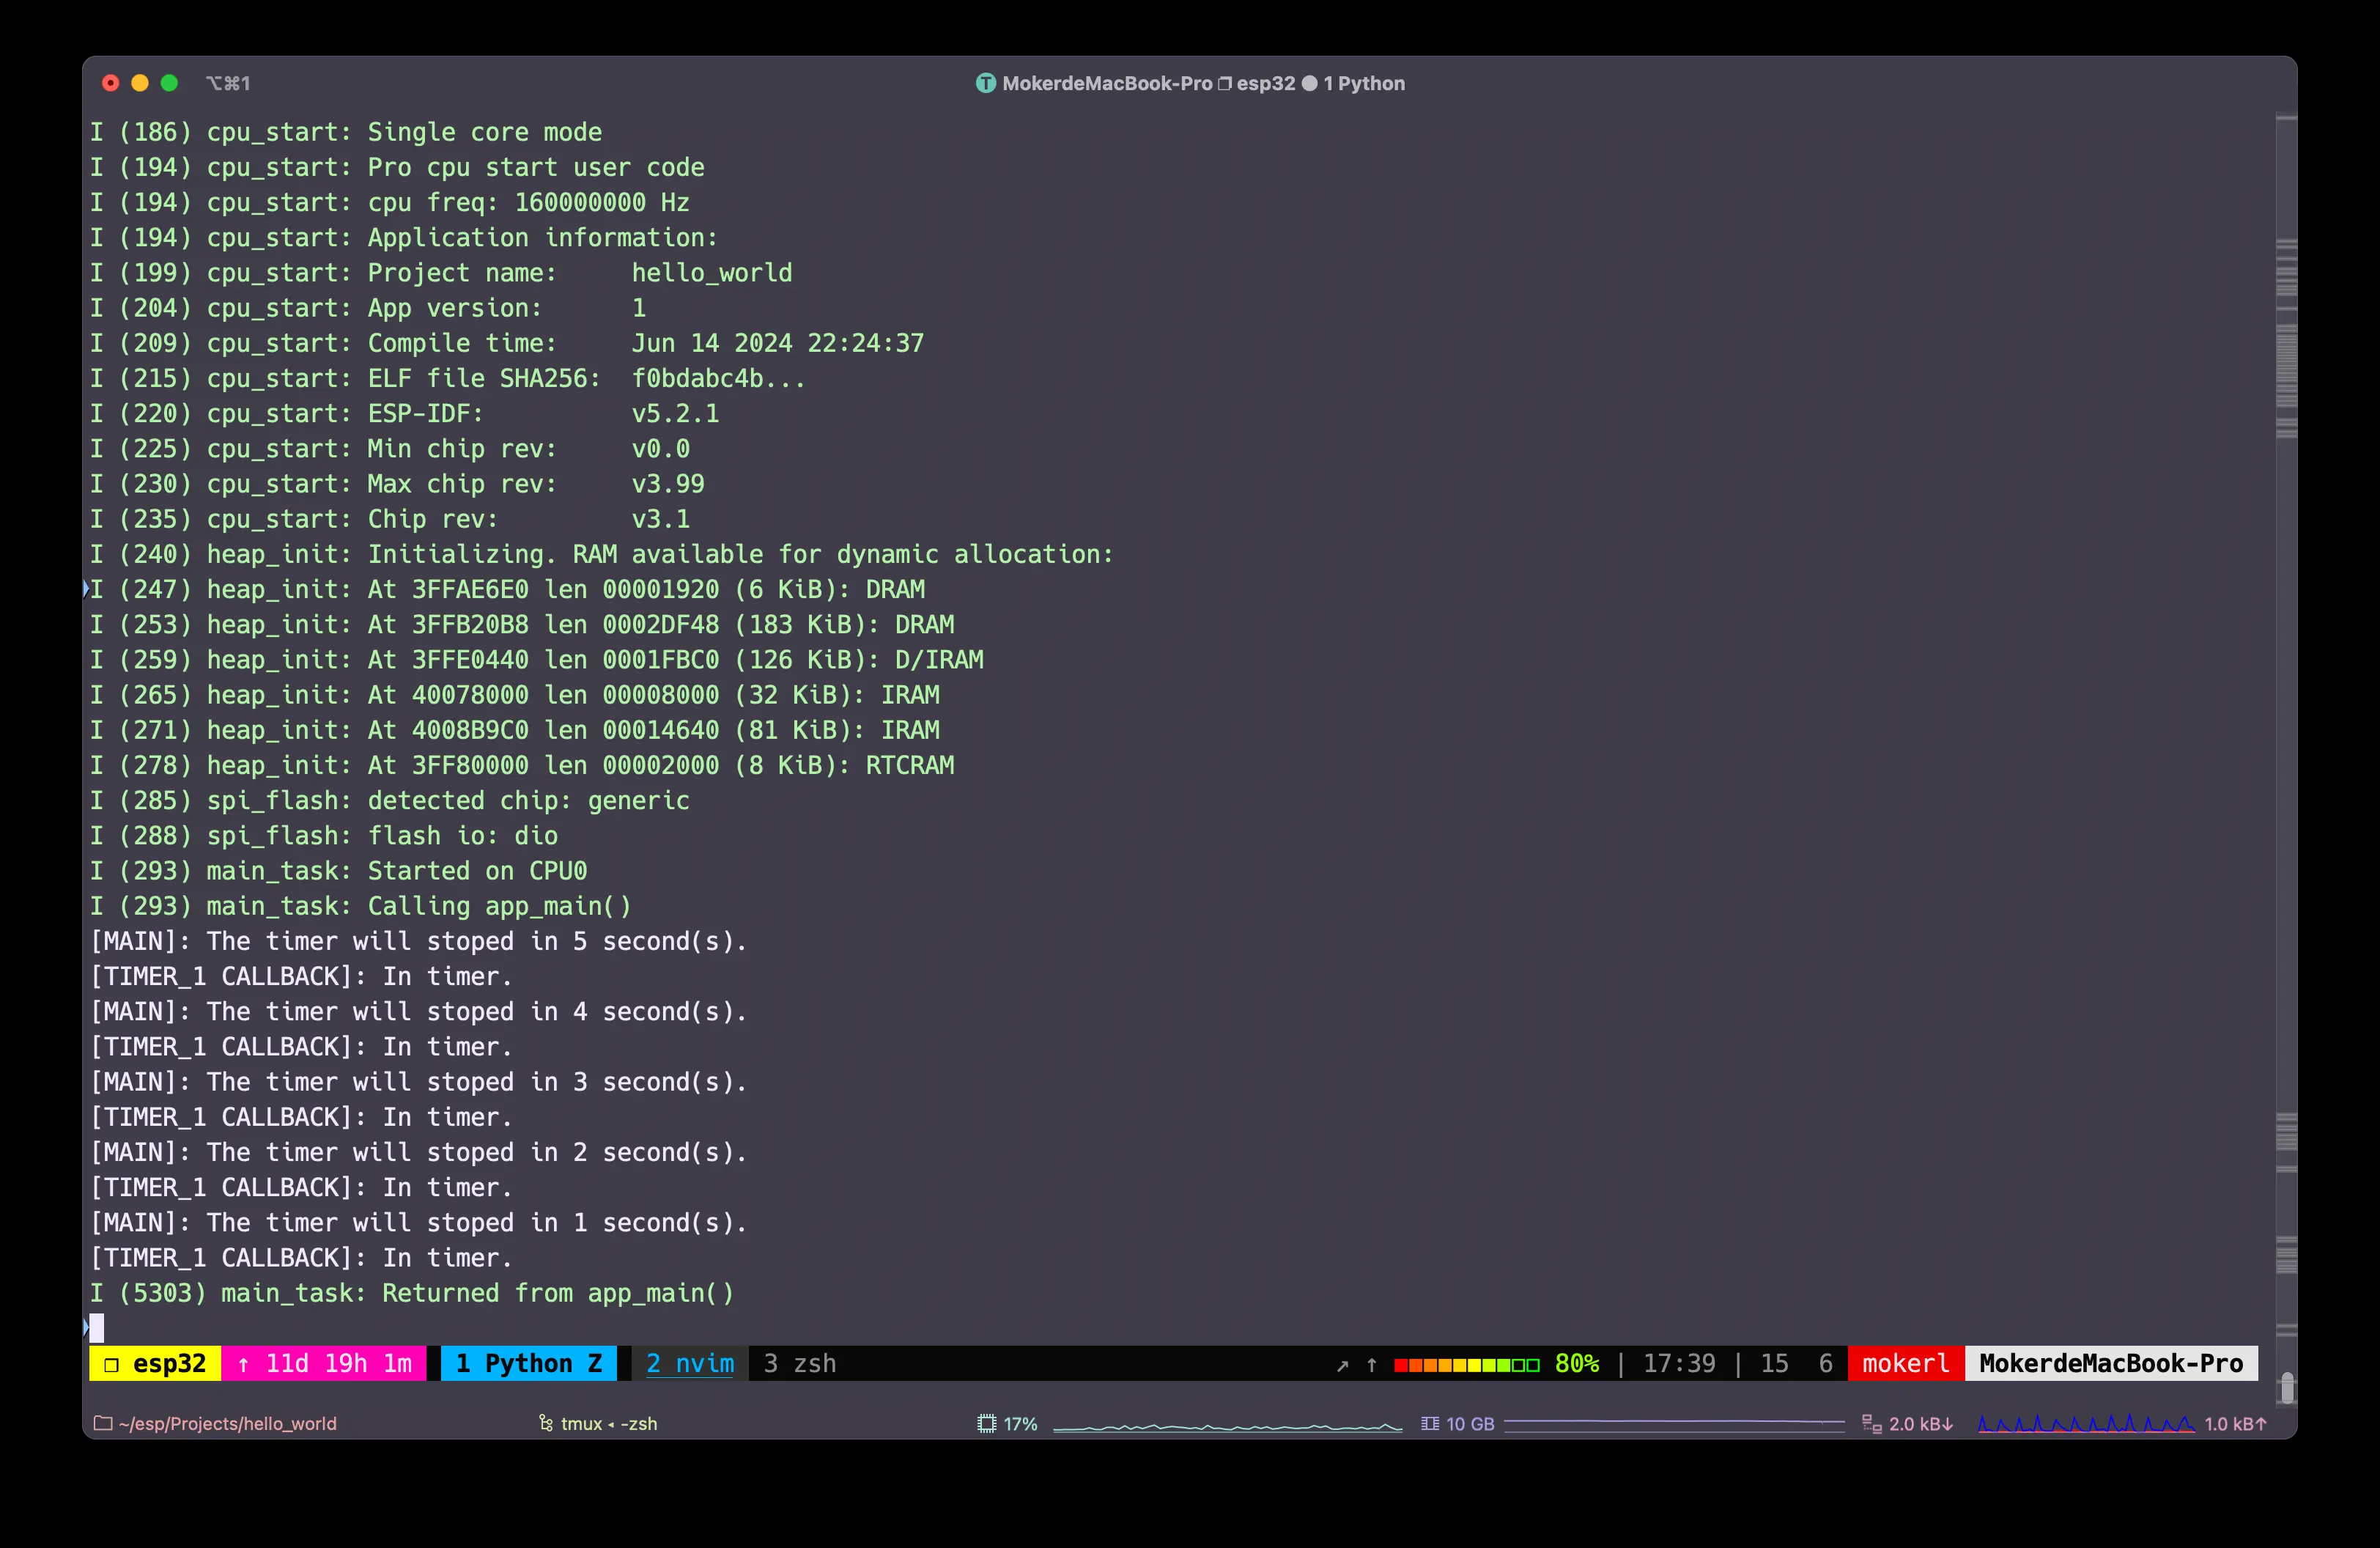 ⌥⌘1 MokerdeMacBook-Pro ❐ esp32 ● 1 Python
I (186) cpu_start: Single core mode
I (194) cpu_start: Pro cpu start user code
I (194) cpu_start: cpu freq: 160000000 Hz
I (194) cpu_start: Application information:
I (199) cpu_start: Project name:     hello_world
I (204) cpu_start: App version:      1
I (209) cpu_start: Compile time:     Jun 14 2024 22:24:37
I (215) cpu_start: ELF file SHA256:  f0bdabc4b...
I (220) cpu_start: ESP-IDF:          v5.2.1
I (225) cpu_start: Min chip rev:     v0.0
I (230) cpu_start: Max chip rev:     v3.99
I (235) cpu_start: Chip rev:         v3.1
I (240) heap_init: Initializing. RAM available for dynamic allocation:
I (247) heap_init: At 3FFAE6E0 len 00001920 (6 KiB): DRAM
I (253) heap_init: At 3FFB20B8 len 0002DF48 (183 KiB): DRAM
I (259) heap_init: At 3FFE0440 len 0001FBC0 (126 KiB): D/IRAM
I (265) heap_init: At 40078000 len 00008000 (32 KiB): IRAM
I (271) heap_init: At 4008B9C0 len 00014640 (81 KiB): IRAM
I (278) heap_init: At 3FF80000 len 00002000 (8 KiB): RTCRAM
I (285) spi_flash: detected chip: generic
I (288) spi_flash: flash io: dio
I (293) main_task: Started on CPU0
I (293) main_task: Calling app_main()
[MAIN]: The timer will stoped in 5 second(s).
[TIMER_1 CALLBACK]: In timer.
[MAIN]: The timer will stoped in 4 second(s).
[TIMER_1 CALLBACK]: In timer.
[MAIN]: The timer will stoped in 3 second(s).
[TIMER_1 CALLBACK]: In timer.
[MAIN]: The timer will stoped in 2 second(s).
[TIMER_1 CALLBACK]: In timer.
[MAIN]: The timer will stoped in 1 second(s).
[TIMER_1 CALLBACK]: In timer.
I (5303) main_task: Returned from app_main()
❐ esp32 ↑ 11d 19h 1m 1 Python Z 2 nvim 3 zsh ↗ ↑ 80% | 17:39 | 15 6 mokerl MokerdeMacBook-Pro
~/esp/Projects/hello_world tmux ◂ -zsh 17% 10 GB 2.0 kB↓ 1.0 kB↑